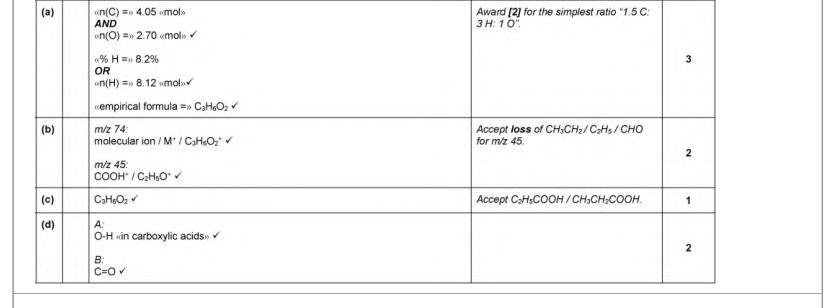 (a) «n(C) =» 4.05 «mol» Award [2] for the simplest ratio “1.5 C:
AND 3 H: 1 O”.
«n(O) =» 2.70 «mol» ✓
«% H =» 8.2% 3
OR
«n(H) =» 8.12 «mol»✓
«empirical formula =» C₃H₆O₂ ✓
(b) m/z 74: Accept loss of CH₃CH₂ / C₂H₅ / CHO
molecular ion / M⁺ / C₃H₆O₂⁺ ✓ for m/z 45.
2
m/z 45:
COOH⁺ / C₂H₅O⁺ ✓
(c) C₃H₆O₂ ✓ Accept C₂H₅COOH / CH₃CH₂COOH. 1
(d) A:
O-H «in carboxylic acids» ✓
2
B:
C=O ✓